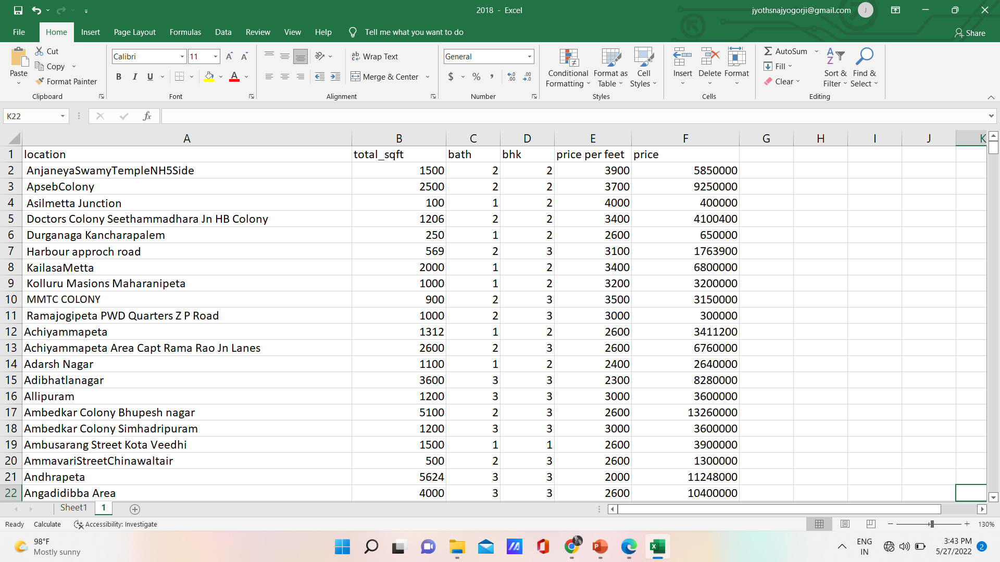 2018 - Excel
jyothsnajyogorji@gmail.com
J
File Home Insert Page Layout Formulas Data Review View Help Tell me what you want to do
Share
Paste
Cut
Copy
Format Painter
Clipboard
Calibri 11
B I U
Font
Wrap Text
Merge & Center
Alignment
General
$ % ,
Number
Conditional Formatting
Format as Table
Cell Styles
Styles
Insert Delete Format
Cells
AutoSum
Fill
Clear
Sort & Filter
Find & Select
Editing
K22
fx
A B C D E F G H I J K
1 location total_sqft bath bhk price per feet price
2 AnjaneyaSwamyTempleNH5Side 1500 2 2 3900 5850000
3 ApsebColony 2500 2 2 3700 9250000
4 Asilmetta Junction 100 1 2 4000 400000
5 Doctors Colony Seethammadhara Jn HB Colony 1206 2 2 3400 4100400
6 Durganaga Kancharapalem 250 1 2 2600 650000
7 Harbour approch road 569 2 3 3100 1763900
8 KailasaMetta 2000 1 2 3400 6800000
9 Kolluru Masions Maharanipeta 1000 1 2 3200 3200000
10 MMTC COLONY 900 2 3 3500 3150000
11 Ramajogipeta PWD Quarters Z P Road 1000 2 3 3000 300000
12 Achiyammapeta 1312 1 2 2600 3411200
13 Achiyammapeta Area Capt Rama Rao Jn Lanes 2600 2 3 2600 6760000
14 Adarsh Nagar 1100 1 2 2400 2640000
15 Adibhatlanagar 3600 3 3 2300 8280000
16 Allipuram 1200 3 3 3000 3600000
17 Ambedkar Colony Bhupesh nagar 5100 2 3 2600 13260000
18 Ambedkar Colony Simhadripuram 1200 3 3 3000 3600000
19 Ambusarang Street Kota Veedhi 1500 1 1 2600 3900000
20 AmmavariStreetChinawaltair 500 2 3 2600 1300000
21 Andhrapeta 5624 3 3 2000 11248000
22 Angadidibba Area 4000 3 3 2600 10400000
Sheet1 1
Ready Calculate Accessibility: Investigate
130%
98°F
Mostly sunny
ENG
IN
3:43 PM
5/27/2022
2